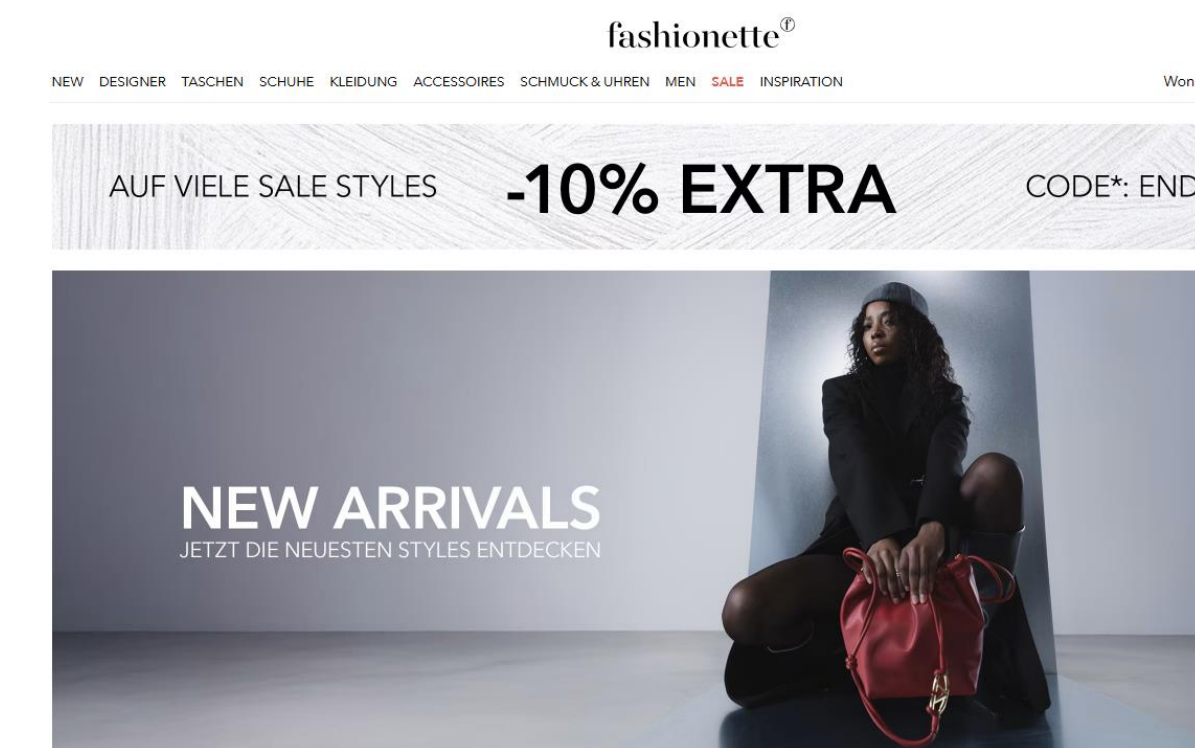 fashionette
NEW DESIGNER TASCHEN SCHUHE KLEIDUNG ACCESSOIRES SCHMUCK & UHREN MEN SALE INSPIRATION
AUF VIELE SALE STYLES -10% EXTRA CODE*: END
NEW ARRIVALS
JETZT DIE NEUESTEN STYLES ENTDECKEN